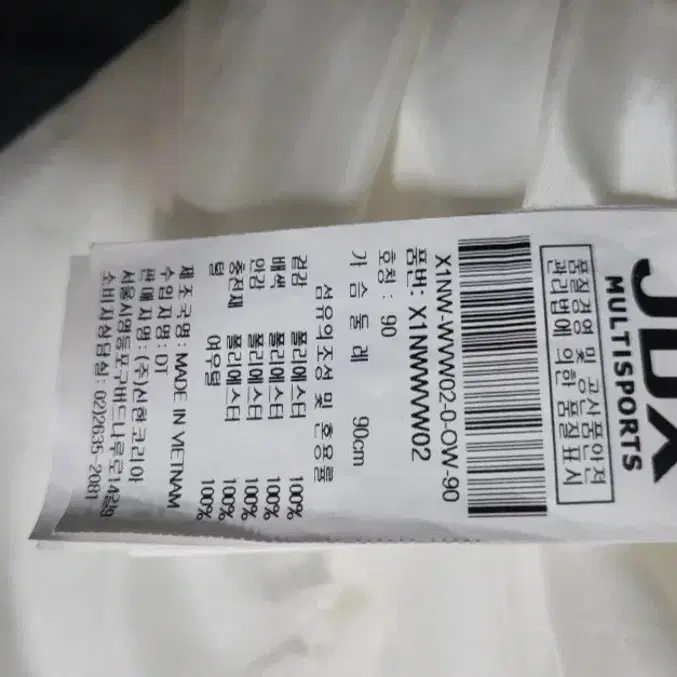 JDX
MULTISPORTS
품질경영 및 공산품안전
관리법에 의한 품질표시
X1NW-WVW02-0-OW-90
품번: X1NWWVW02
호칭: 90
가 슴 둘 레 90cm
섬유의조성 및 혼용률
겉감 폴리에스터 100%
배색 폴리에스터 100%
안감 폴리에스터 100%
충전재 폴리에스터 100%
털 여우털 100%
제조국명: MADE IN VIETNAM
수입자명: DT
판매자명: (주)신한코리아
서울시영등포구버드나루로14가길
소비자상담실: 02)2635-2081